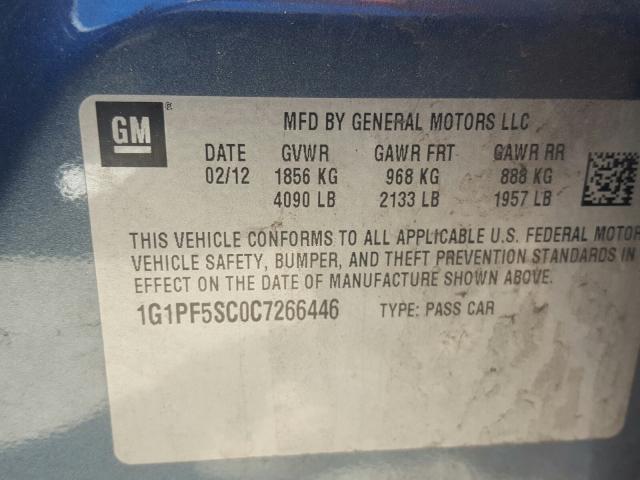 GM ®
MFD BY GENERAL MOTORS LLC
DATE GVWR GAWR FRT GAWR RR
02/12 1856 KG 968 KG 888 KG
4090 LB 2133 LB 1957 LB
THIS VEHICLE CONFORMS TO ALL APPLICABLE U.S. FEDERAL MOTOR
VEHICLE SAFETY, BUMPER, AND THEFT PREVENTION STANDARDS IN
EFFECT ON THE DATE OF MANUFACTURE SHOWN ABOVE.
1G1PF5SC0C7266446 TYPE: PASS CAR